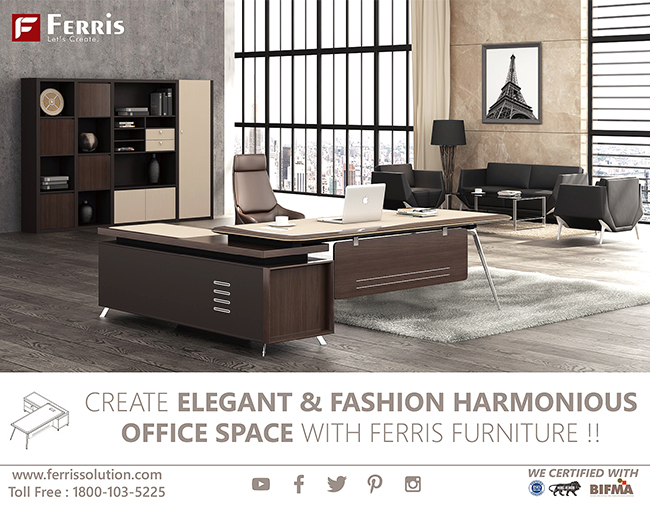 FERRIS
Let's Create.
CREATE ELEGANT & FASHION HARMONIOUS
OFFICE SPACE WITH FERRIS FURNITURE !!
www.ferrissolution.com
Toll Free : 1800-103-5225
WE CERTIFIED WITH
BIFMA